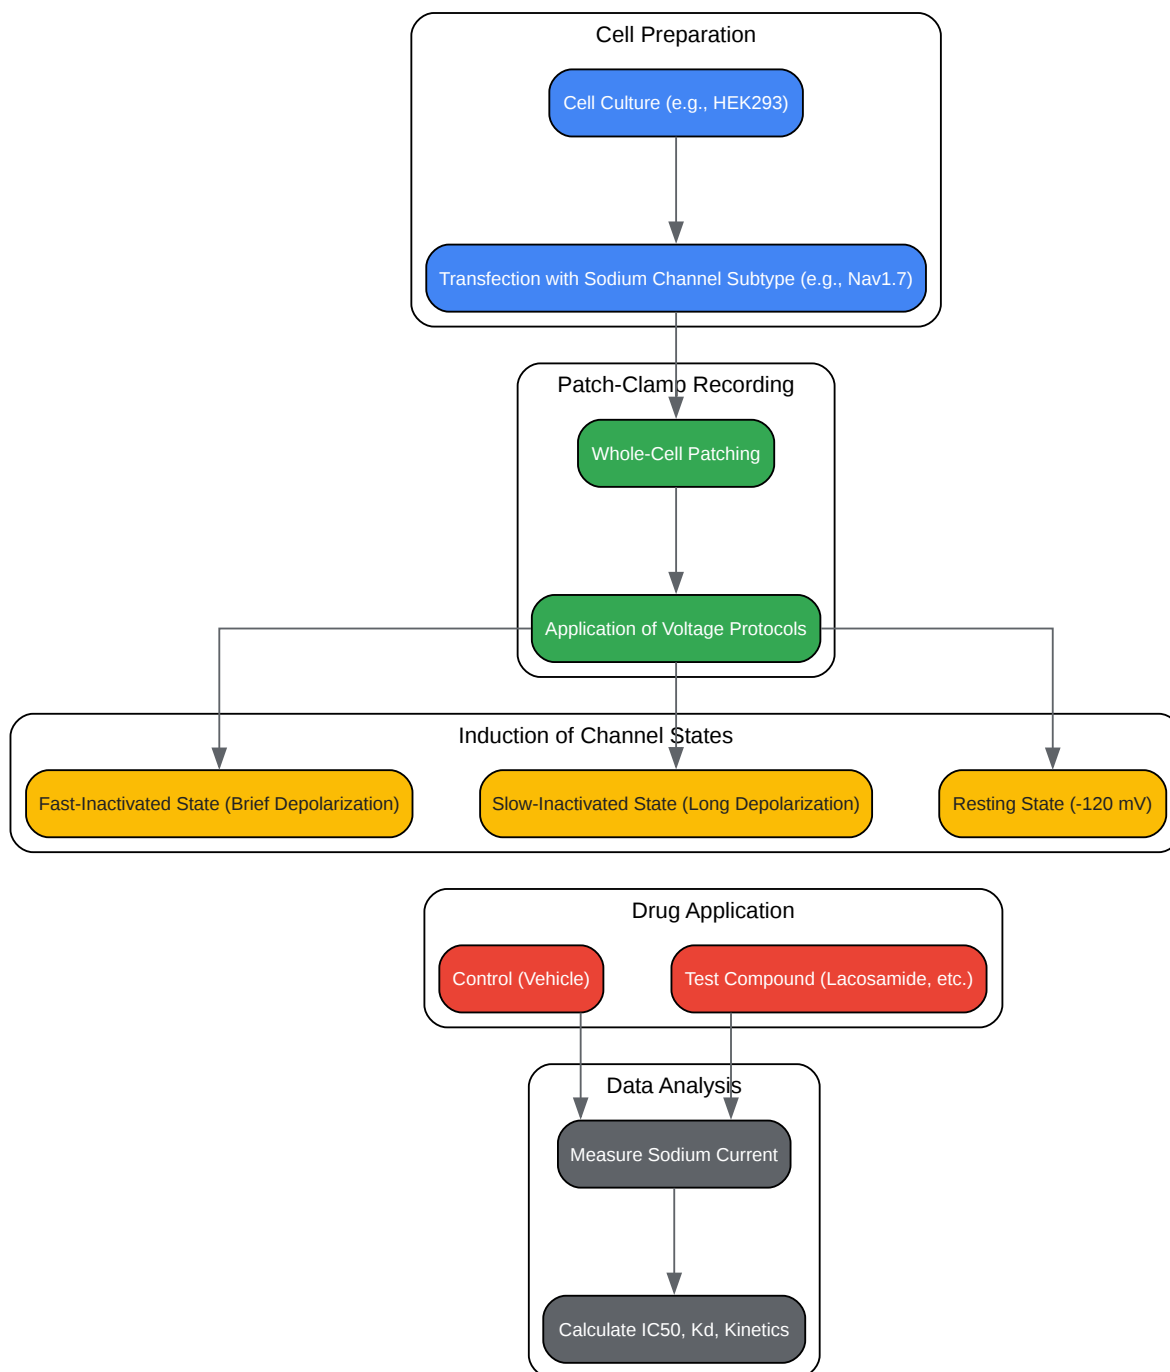 Cell Preparation
Cell Culture (e.g., HEK293)
Transfection with Sodium Channel Subtype (e.g., Nav1.7)
Patch-Clamp Recording
Whole-Cell Patching
Application of Voltage Protocols
Induction of Channel States
Fast-Inactivated State (Brief Depolarization)
Slow-Inactivated State (Long Depolarization)
Resting State (-120 mV)
Drug Application
Control (Vehicle)
Test Compound (Lacosamide, etc.)
Data Analysis
Measure Sodium Current
Calculate IC50, Kd, Kinetics